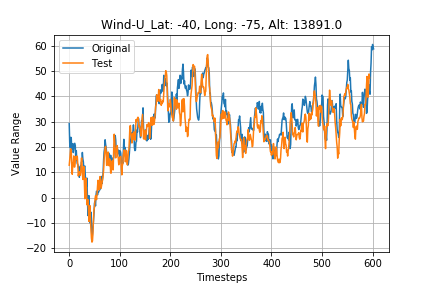 Wind-U_Lat: -40, Long: -75, Alt: 13891.0
Original
Test
Value Range
60
50
40
30
20
10
0
−10
−20
0 100 200 300 400 500 600
Timesteps